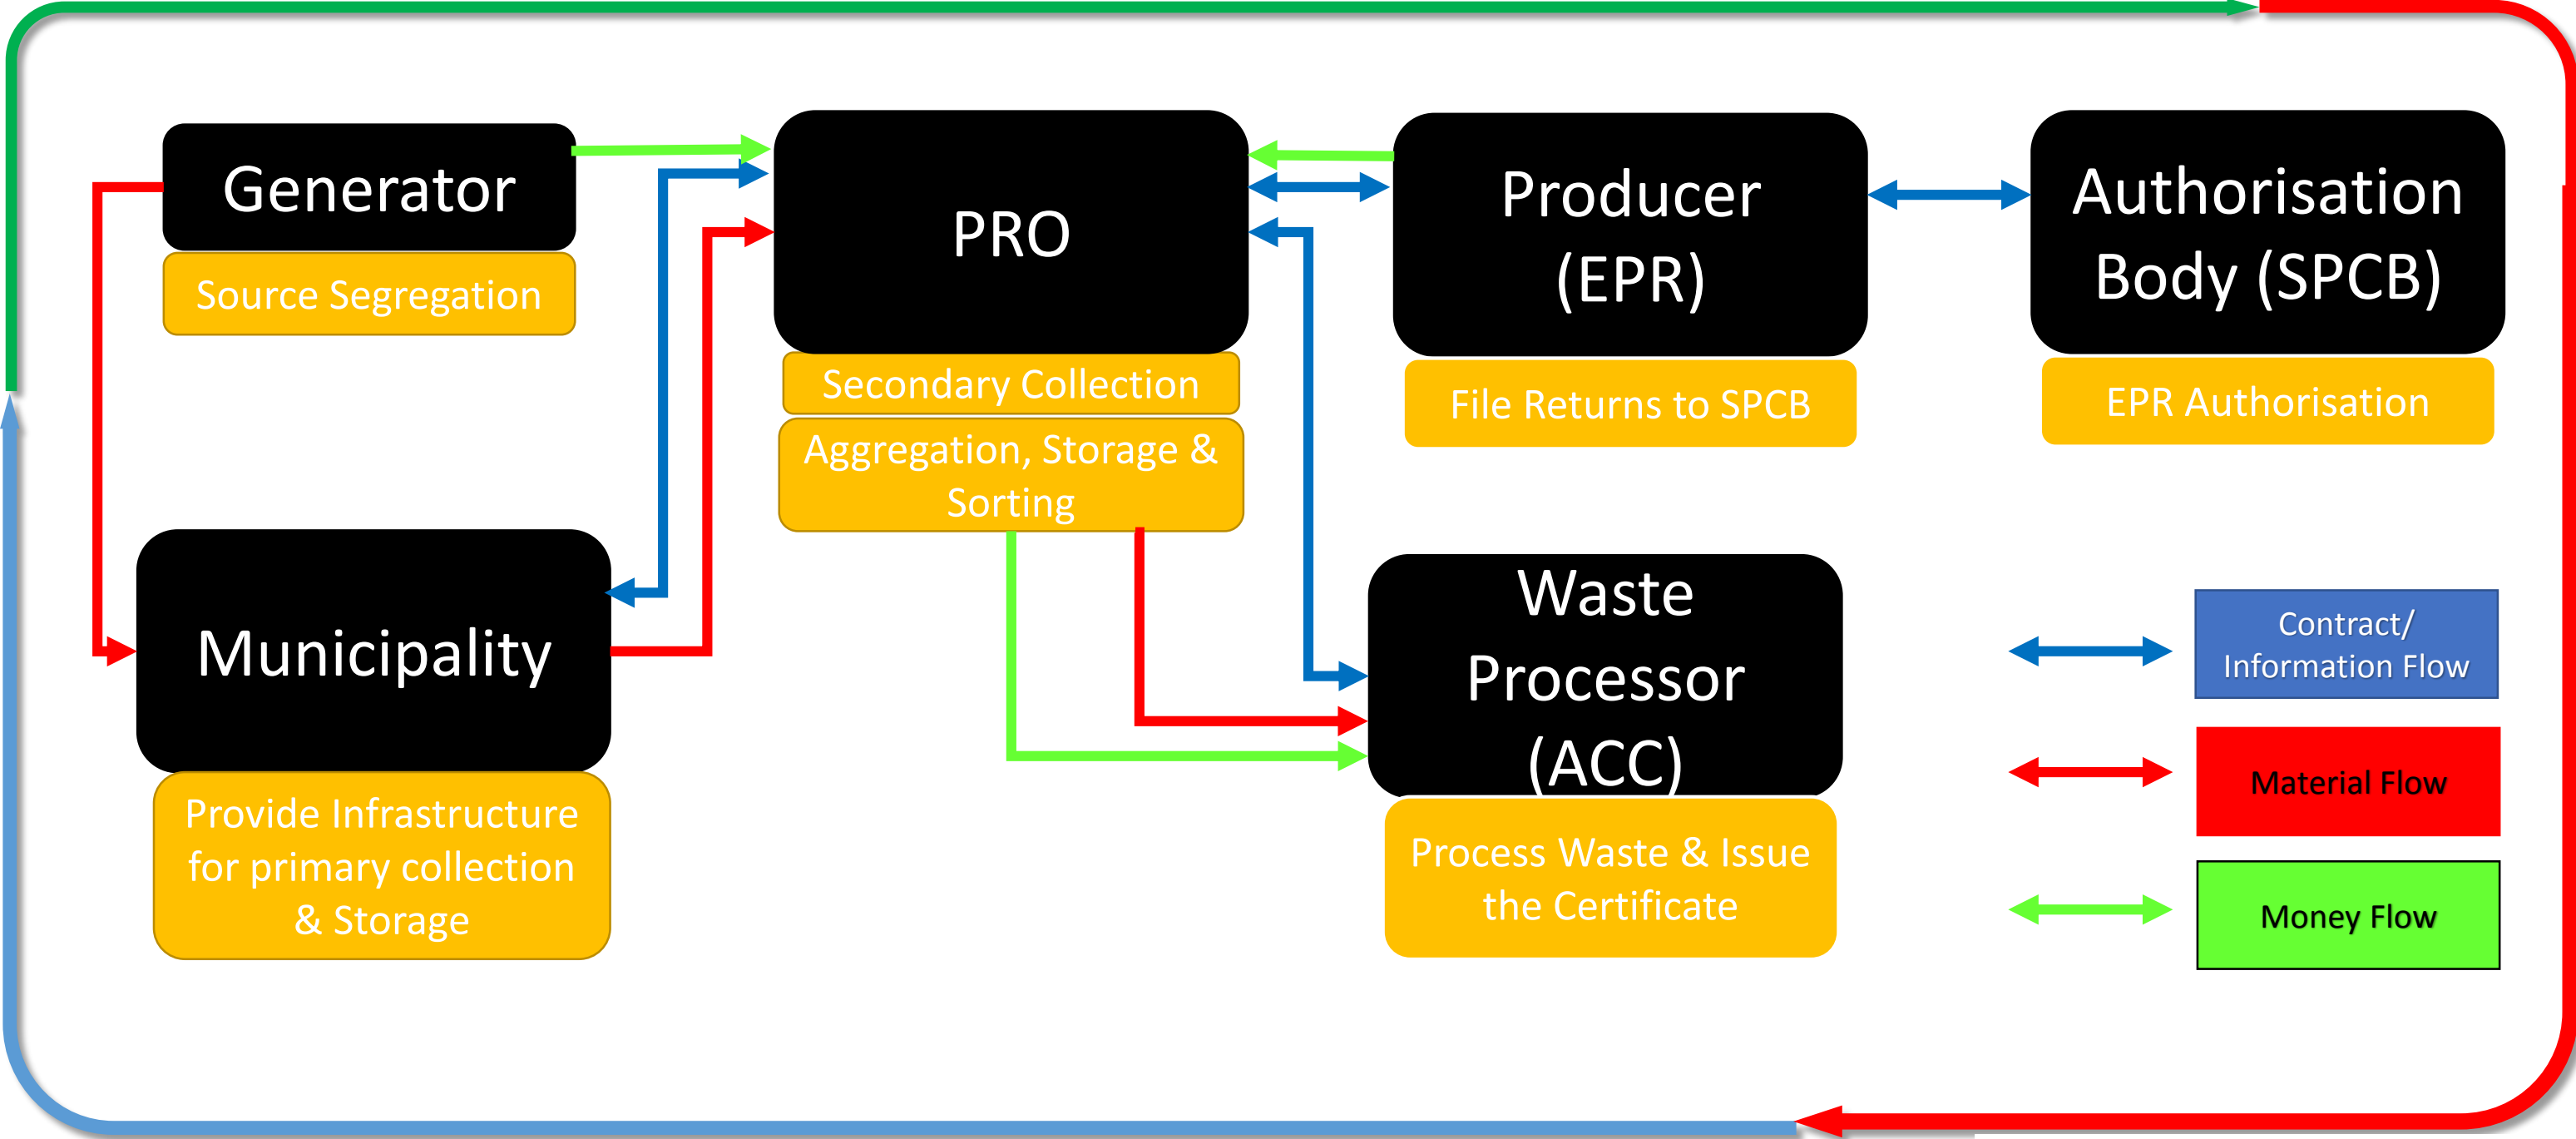 Generator
Source Segregation
PRO
Secondary Collection
Aggregation, Storage &
Sorting
Producer
(EPR)
File Returns to SPCB
Authorisation
Body (SPCB)
EPR Authorisation
Municipality
Provide Infrastructure
for primary collection
& Storage
Waste
Processor
(ACC)
Process Waste & Issue
the Certificate
Contract/
Information Flow
Material Flow
Money Flow